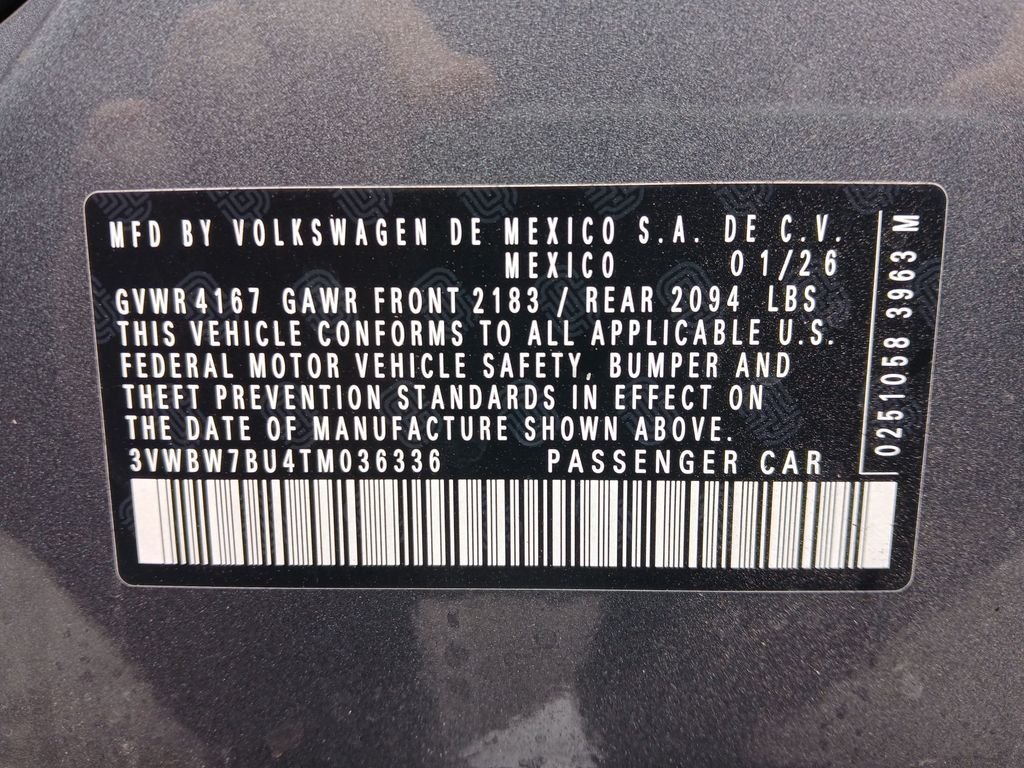 MFD BY VOLKSWAGEN DE MEXICO S.A. DE C.V.
MEXICO 01/26
GVWR 4167 GAWR FRONT 2183 / REAR 2094 LBS
THIS VEHICLE CONFORMS TO ALL APPLICABLE U.S.
FEDERAL MOTOR VEHICLE SAFETY, BUMPER AND
THEFT PREVENTION STANDARDS IN EFFECT ON
THE DATE OF MANUFACTURE SHOWN ABOVE.
3VWBW7BU4TM036336 PASSENGER CAR
0251058 3963 M